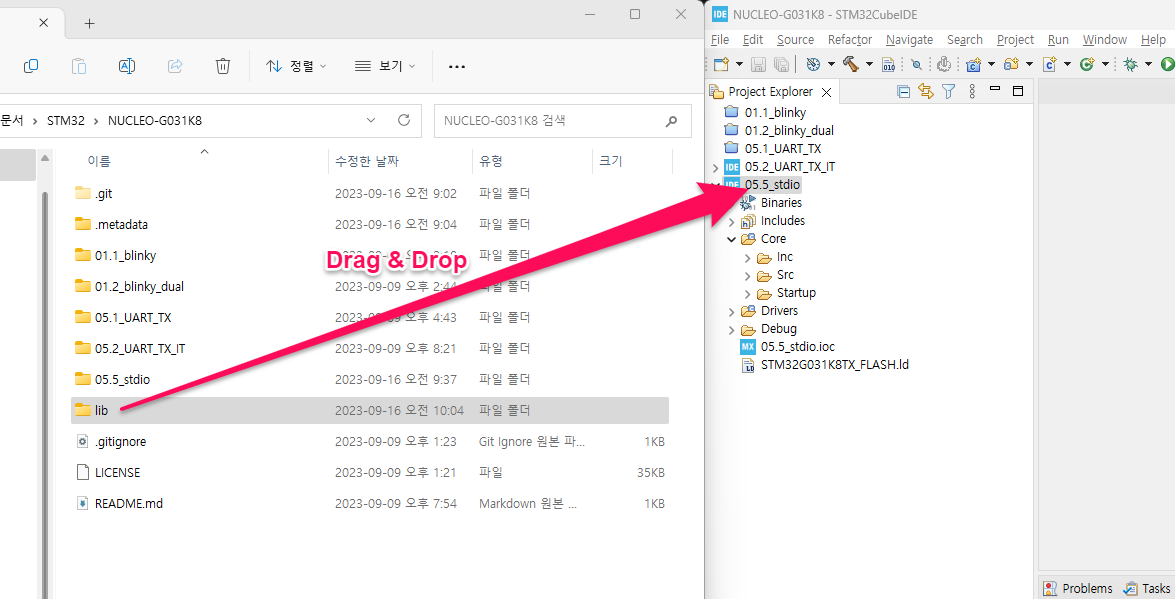 NUCLEO-G031K8 - STM32CubeIDE
File Edit Source Refactor Navigate Search Project Run Window Help
정렬 보기
문서 > STM32 > NUCLEO-G031K8
NUCLEO-G031K8 검색
이름 수정한 날짜 유형 크기
.git 2023-09-16 오전 9:02 파일 폴더
.metadata 2023-09-16 오전 9:04 파일 폴더
01.1_blinky 파일 폴더
01.2_blinky_dual 2023-09-09 오후 2:44 파일 폴더
05.1_UART_TX 2023-09-09 오후 4:43 파일 폴더
05.2_UART_TX_IT 2023-09-09 오후 8:21 파일 폴더
05.5_stdio 2023-09-16 오전 9:37 파일 폴더
lib 2023-09-16 오전 10:04 파일 폴더
.gitignore 2023-09-09 오후 1:23 Git Ignore 원본 파... 1KB
LICENSE 2023-09-09 오후 1:21 파일 35KB
README.md 2023-09-09 오후 7:54 Markdown 원본 ... 1KB
Drag & Drop
Project Explorer
01.1_blinky
01.2_blinky_dual
05.1_UART_TX
05.2_UART_TX_IT
05.5_stdio
Binaries
Includes
Core
Inc
Src
Startup
Drivers
Debug
05.5_stdio.ioc
STM32G031K8TX_FLASH.ld
Problems Tasks